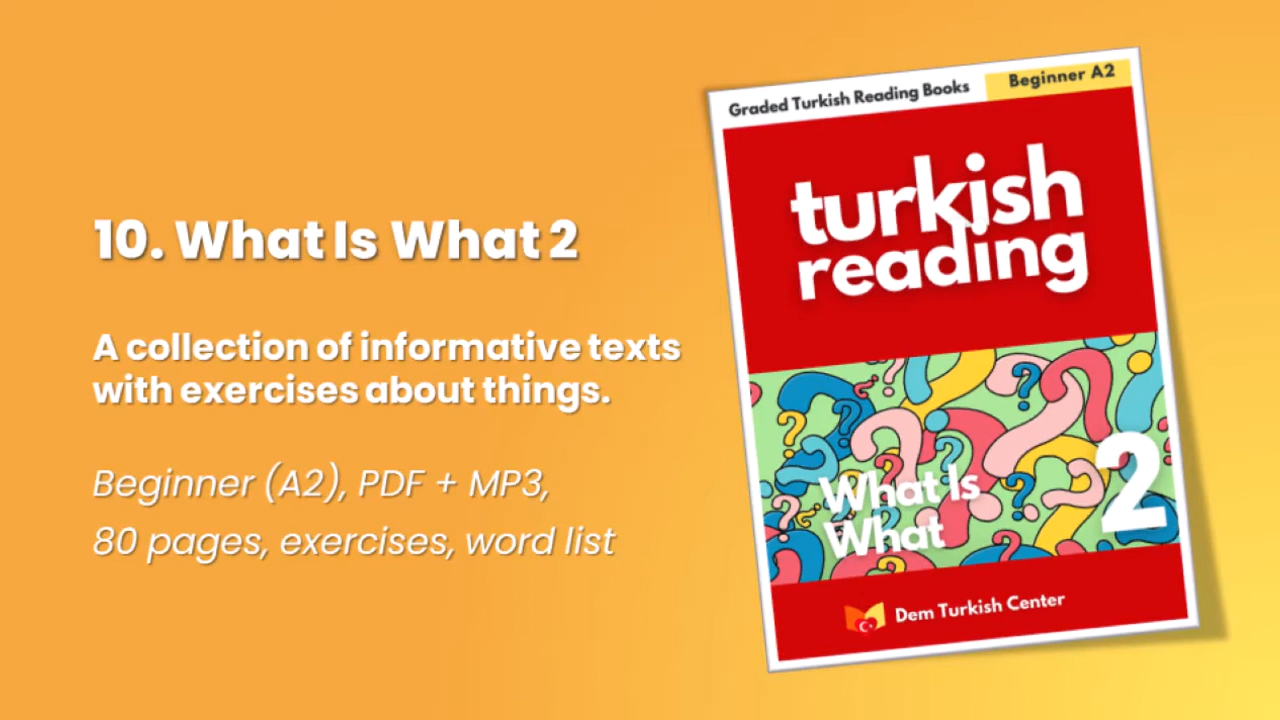 10. What Is What 2
A collection of informative texts
with exercises about things.
Beginner (A2), PDF + MP3,
80 pages, exercises, word list
Graded Turkish Reading Books
Beginner A2
turkish
reading
What Is
What
2
Dem Turkish Center